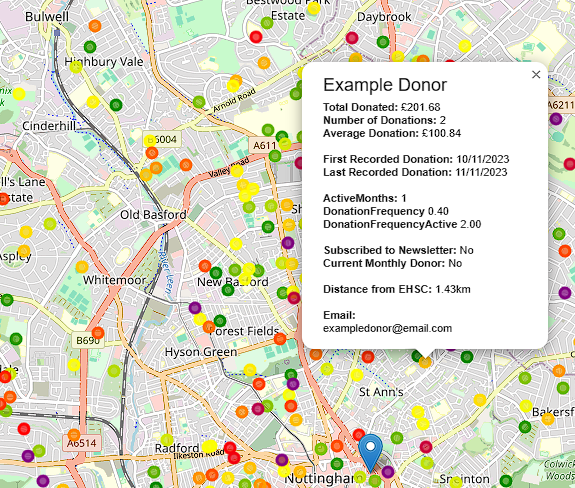 Bulwell
Bestwood Park
Estate
Daybrook
Highbury Vale
Arnold Road
A6211
Cinderhill
B6004
A611
Valley Road
Old Basford
Whitemoor
New Basford
B690
Forest Fields
Hyson Green
St Ann's
Bakersf
A6514
Radford
Ilkeston Road
Nottingham
Sneinton
Colwick
Woods
Example Donor
×
Total Donated: £201.68
Number of Donations: 2
Average Donation: £100.84
First Recorded Donation: 10/11/2023
Last Recorded Donation: 11/11/2023
ActiveMonths: 1
DonationFrequency 0.40
DonationFrequencyActive 2.00
Subscribed to Newsletter: No
Current Monthly Donor: No
Distance from EHSC: 1.43km
Email:
exampledonor@email.com